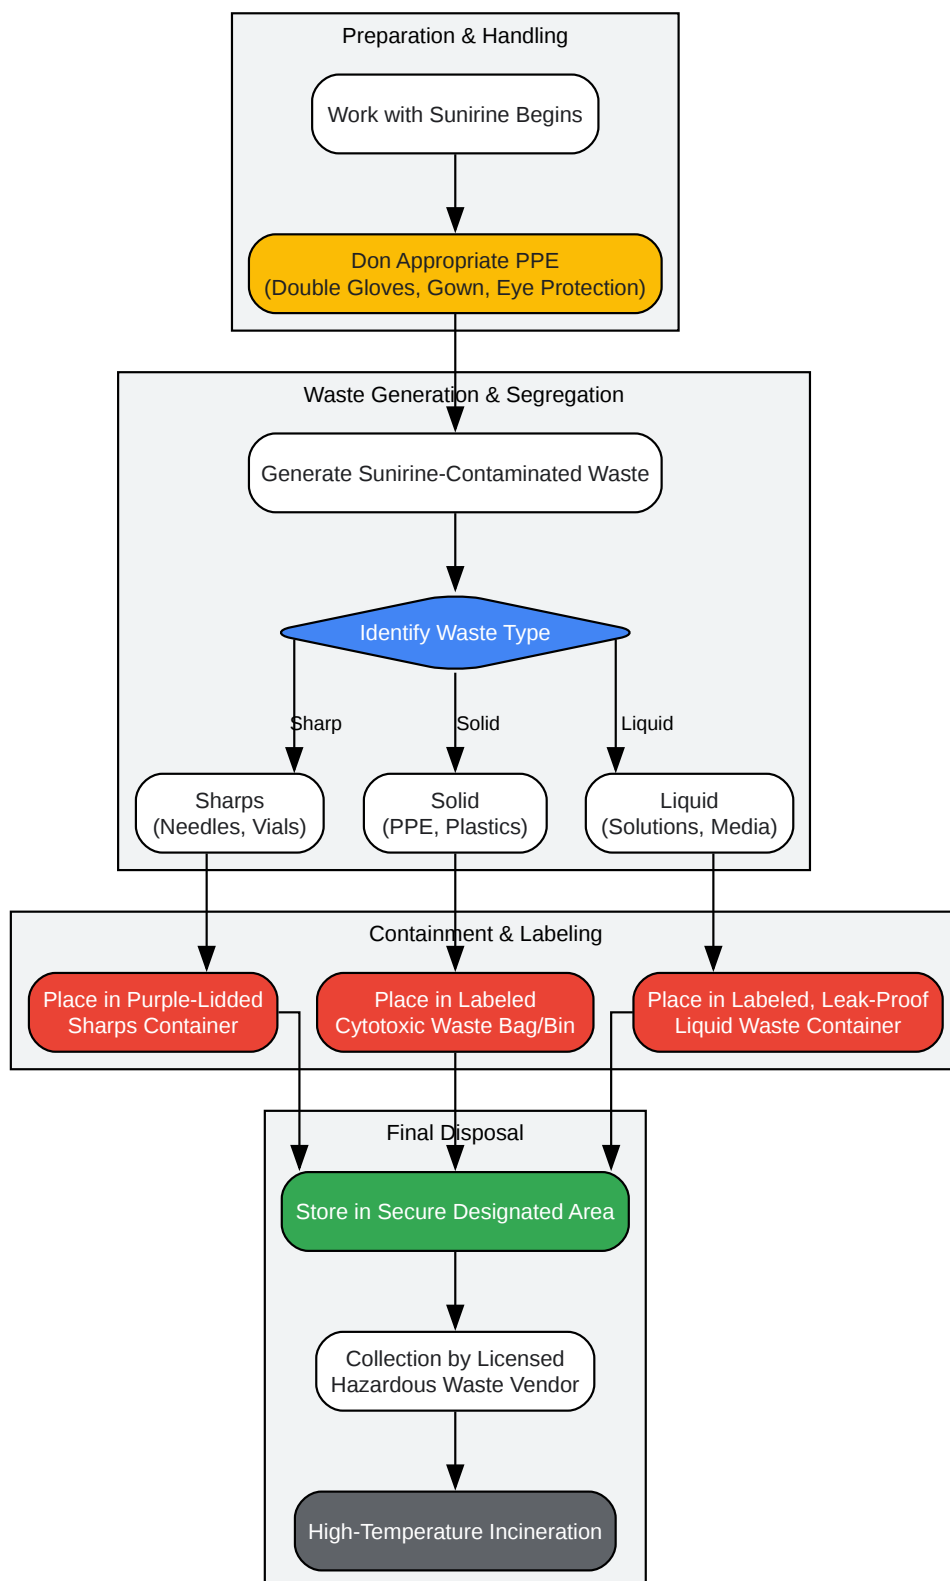 Preparation & Handling
Work with Sunirine Begins
Don Appropriate PPE
(Double Gloves, Gown, Eye Protection)
Waste Generation & Segregation
Generate Sunirine-Contaminated Waste
Identify Waste Type
Sharp
Solid
Liquid
Sharps
(Needles, Vials)
Solid
(PPE, Plastics)
Liquid
(Solutions, Media)
Containment & Labeling
Place in Purple-Lidded
Sharps Container
Place in Labeled
Cytotoxic Waste Bag/Bin
Place in Labeled, Leak-Proof
Liquid Waste Container
Final Disposal
Store in Secure Designated Area
Collection by Licensed
Hazardous Waste Vendor
High-Temperature Incineration